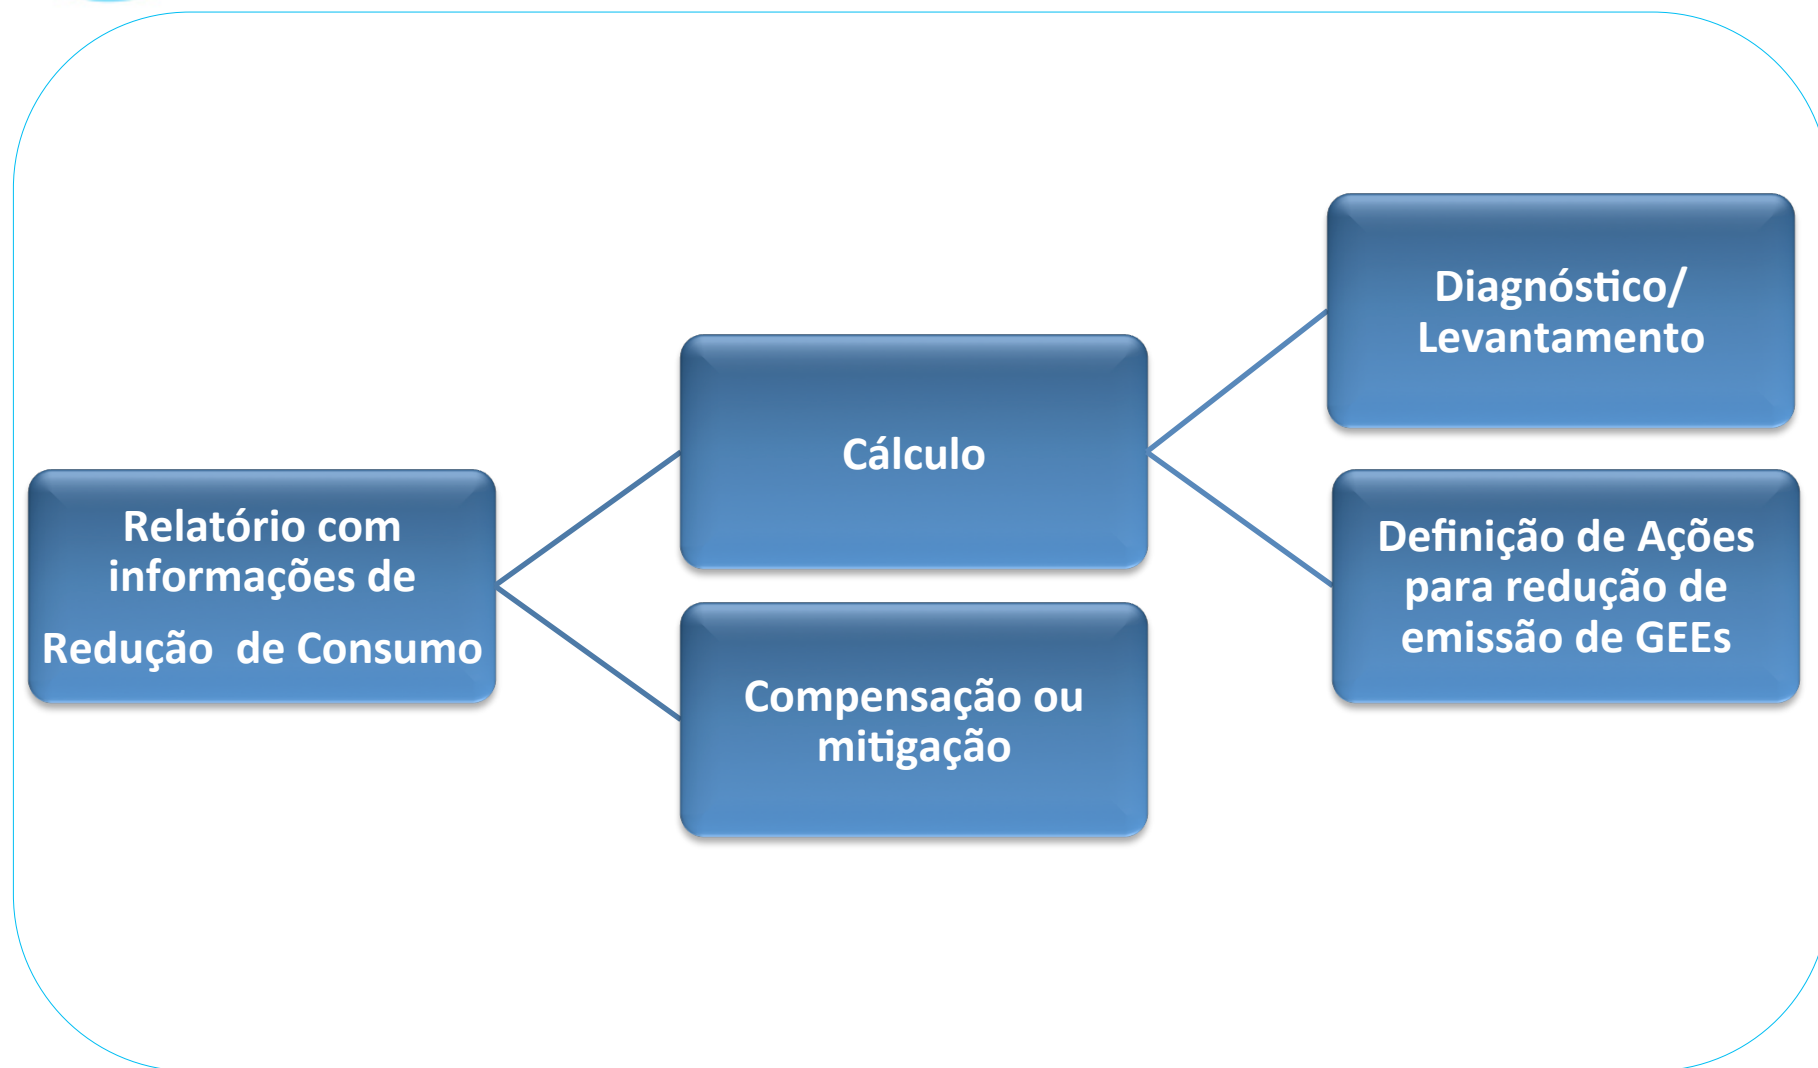 Relatório com
informações de
Redução de Consumo
Cálculo
Compensação ou
mitigação
Diagnóstico/
Levantamento
Definição de Ações
para redução de
emissão de GEEs